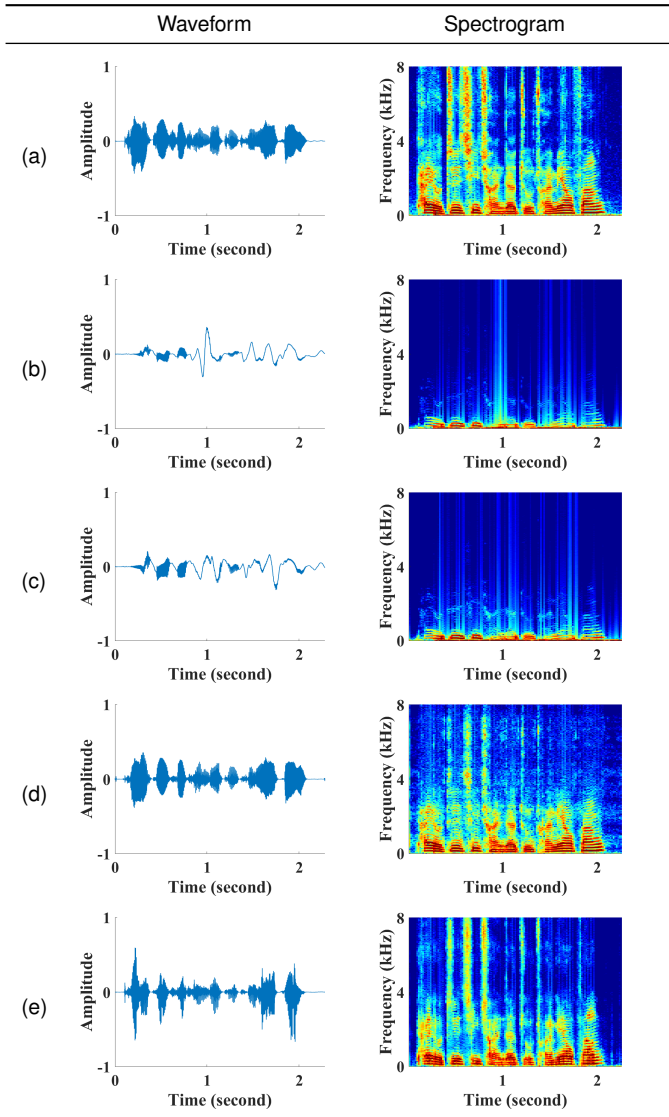 Waveform Spectrogram
(a)
Amplitude
1
0
-1
0 1 2
Time (second)
Frequency (kHz)
8
4
0
1 2
Time (second)
(b)
Amplitude
1
0
-1
0 1 2
Time (second)
Frequency (kHz)
8
4
0
1 2
Time (second)
(c)
Amplitude
1
0
-1
0 1 2
Time (second)
Frequency (kHz)
8
4
0
1 2
Time (second)
(d)
Amplitude
1
0
-1
0 1 2
Time (second)
Frequency (kHz)
8
4
0
1 2
Time (second)
(e)
Amplitude
1
0
-1
0 1 2
Time (second)
Frequency (kHz)
8
4
0
1 2
Time (second)